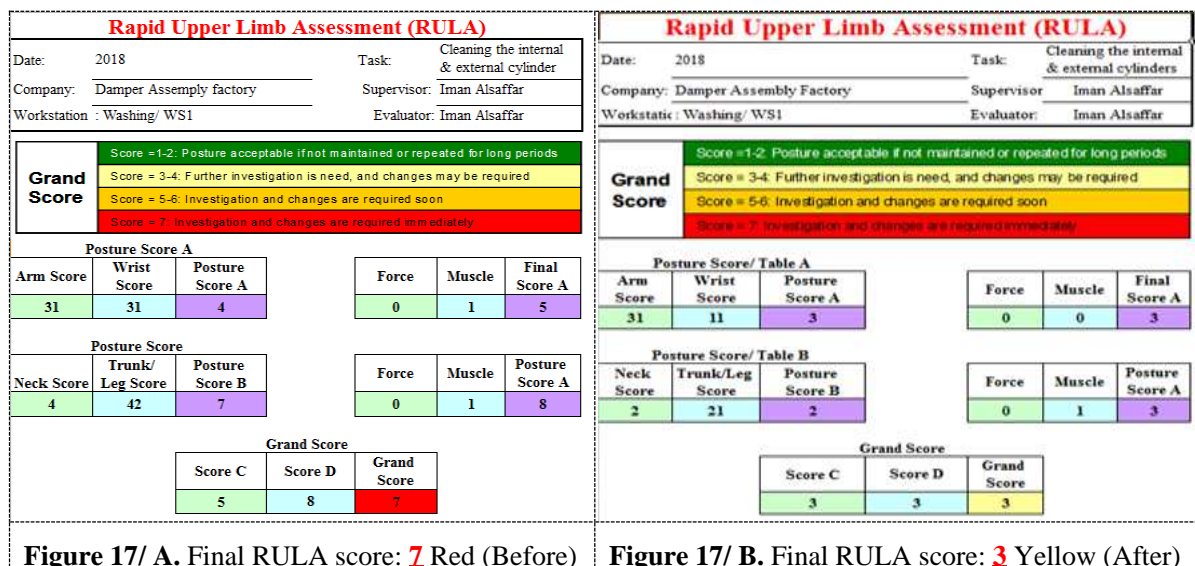 Rapid Upper Limb Assessment (RULA)
Date: 2018 Task: Cleaning the internal
& external cylinder
Company: Damper Assemply factory Supervisor: Iman Alsaffar
Workstation : Washing/ WS1 Evaluator: Iman Alsaffar
Grand Score
Score =1-2: Posture acceptable if not maintained or repeated for long periods
Score = 3-4: Further investigation is need, and changes may be required
Score = 5-6: Investigation and changes are required soon
Score = 7: Investigation and changes are required immediately
Posture Score A
Arm Score Wrist Score Posture Score A Force Muscle Final Score A
31 31 4 0 1 5
Posture Score
Neck Score Trunk/ Leg Score Posture Score B Force Muscle Posture Score A
4 42 7 0 1 8
Grand Score
Score C Score D Grand Score
5 8 7
Figure 17/ A. Final RULA score: 7 Red (Before)
Rapid Upper Limb Assessment (RULA)
Date: 2018 Task: Cleaning the internal
& external cylinders
Company: Damper Assembly Factory Supervisor Iman Alsaffar
Workstatic : Washing/ WS1 Evaluator: Iman Alsaffar
Grand Score
Score =1-2: Posture acceptable if not maintained or repeated for long periods
Score = 3-4: Further investigation is need, and changes may be required
Score = 5-6: Investigation and changes are required soon
Score = 7: Investigation and changes are required immediately
Posture Score/ Table A
Arm Score Wrist Score Posture Score A Force Muscle Final Score A
31 11 3 0 0 3
Posture Score/ Table B
Neck Score Trunk/Leg Score Posture Score B Force Muscle Posture Score A
2 21 2 0 1 3
Grand Score
Score C Score D Grand Score
3 3 3
Figure 17/ B. Final RULA score: 3 Yellow (After)